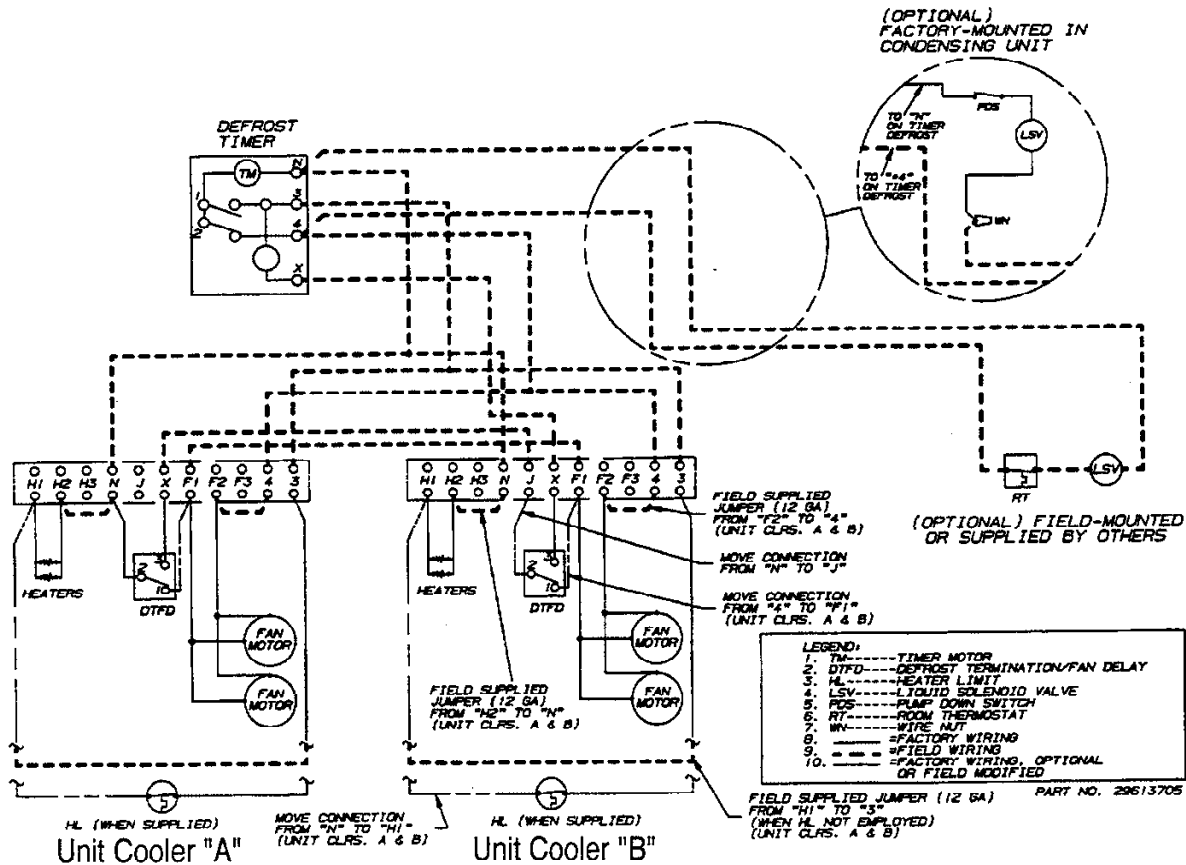 (OPTIONAL)
FACTORY-MOUNTED IN
CONDENSING UNIT
TO "N"
ON TIMER
DEFROST
PDS
LSV
TO "4"
ON TIMER
DEFROST
WN
DEFROST
TIMER
TM
N
3
4
X
1
2
H1 H2 H3 N J X F1 F2 F3 4 3
H1 H2 H3 N J X F1 F2 F3 4 3
HEATERS
2
3
1
DTFD
FAN
MOTOR
FAN
MOTOR
HEATERS
2
3
1
DTFD
FAN
MOTOR
FAN
MOTOR
RT
LSV
(OPTIONAL) FIELD-MOUNTED
OR SUPPLIED BY OTHERS
FIELD SUPPLIED
JUMPER (12 GA)
FROM "F2" TO "4"
(UNIT CLRS. A & B)
MOVE CONNECTION
FROM "N" TO "J"
MOVE CONNECTION
FROM "4" TO "F1"
(UNIT CLRS. A & B)
FIELD SUPPLIED
JUMPER (12 GA)
FROM "H2" TO "N"
(UNIT CLRS. A & B)
LEGEND:
1. TM------TIMER MOTOR
2. DTFD----DEFROST TERMINATION/FAN DELAY
3. HL------HEATER LIMIT
4. LSV-----LIQUID SOLENOID VALVE
5. PDS-----PUMP DOWN SWITCH
6. RT------ROOM THERMOSTAT
7. WN------WIRE NUT
8. =FACTORY WIRING
9. =FIELD WIRING
10. =FACTORY WIRING, OPTIONAL
OR FIELD MODIFIED
PART NO. 29613705
HL (WHEN SUPPLIED)
MOVE CONNECTION
FROM "N" TO "H1"
(UNIT CLRS. A & B)
HL (WHEN SUPPLIED)
FIELD SUPPLIED JUMPER (12 GA)
FROM "H1" TO "3"
(WHEN HL NOT EMPLOYED)
(UNIT CLRS. A & B)
Unit Cooler "A"
Unit Cooler "B"